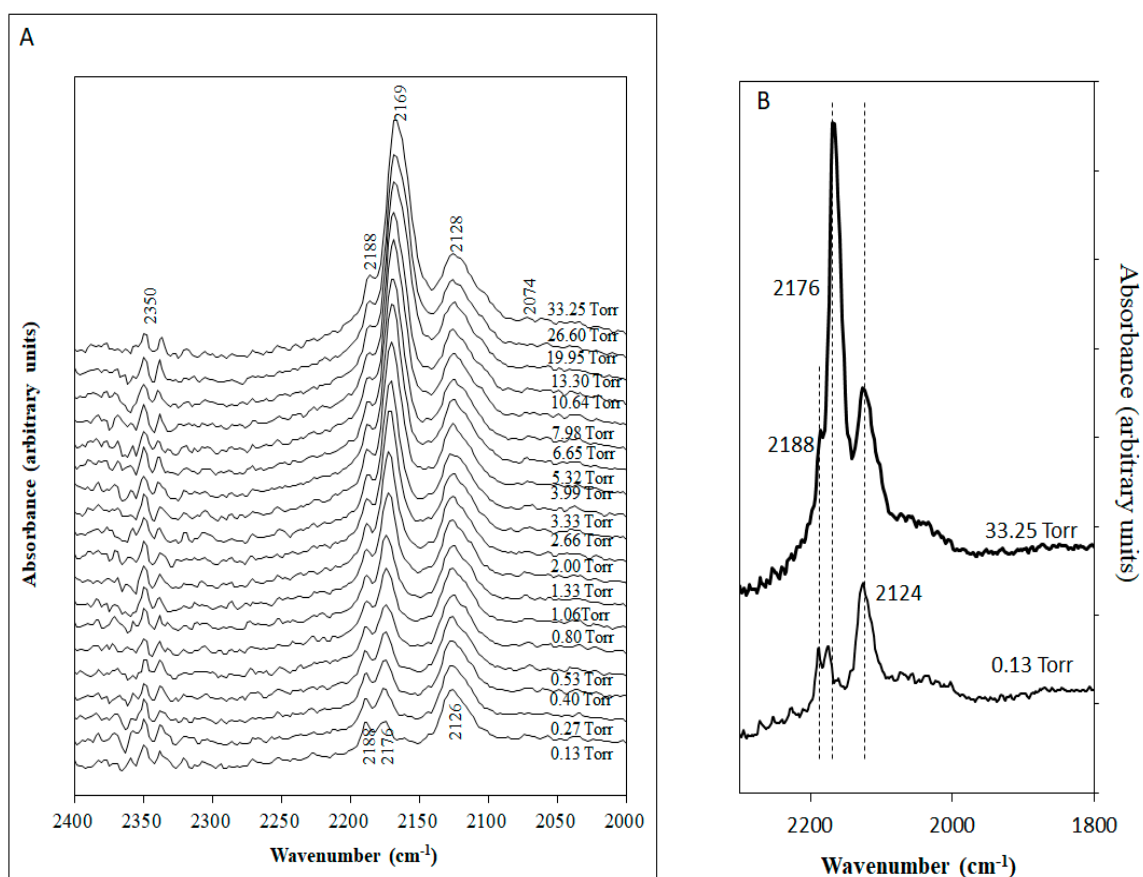 A
2169
2188
2128
2350
2074
33.25 Torr
26.60 Torr
19.95 Torr
13.30 Torr
10.64 Torr
7.98 Torr
6.65 Torr
5.32 Torr
3.99 Torr
3.33 Torr
2.66 Torr
2.00 Torr
1.33 Torr
1.06 Torr
0.80 Torr
0.53 Torr
0.40 Torr
0.27 Torr
0.13 Torr
2188
2176
2126
Absorbance (arbitrary units)
2400 2350 2300 2250 2200 2150 2100 2050 2000
Wavenumber (cm-1)
B
2176
2188
33.25 Torr
2124
0.13 Torr
Absorbance (arbitrary units)
2200 2000 1800
Wavenumber (cm-1)